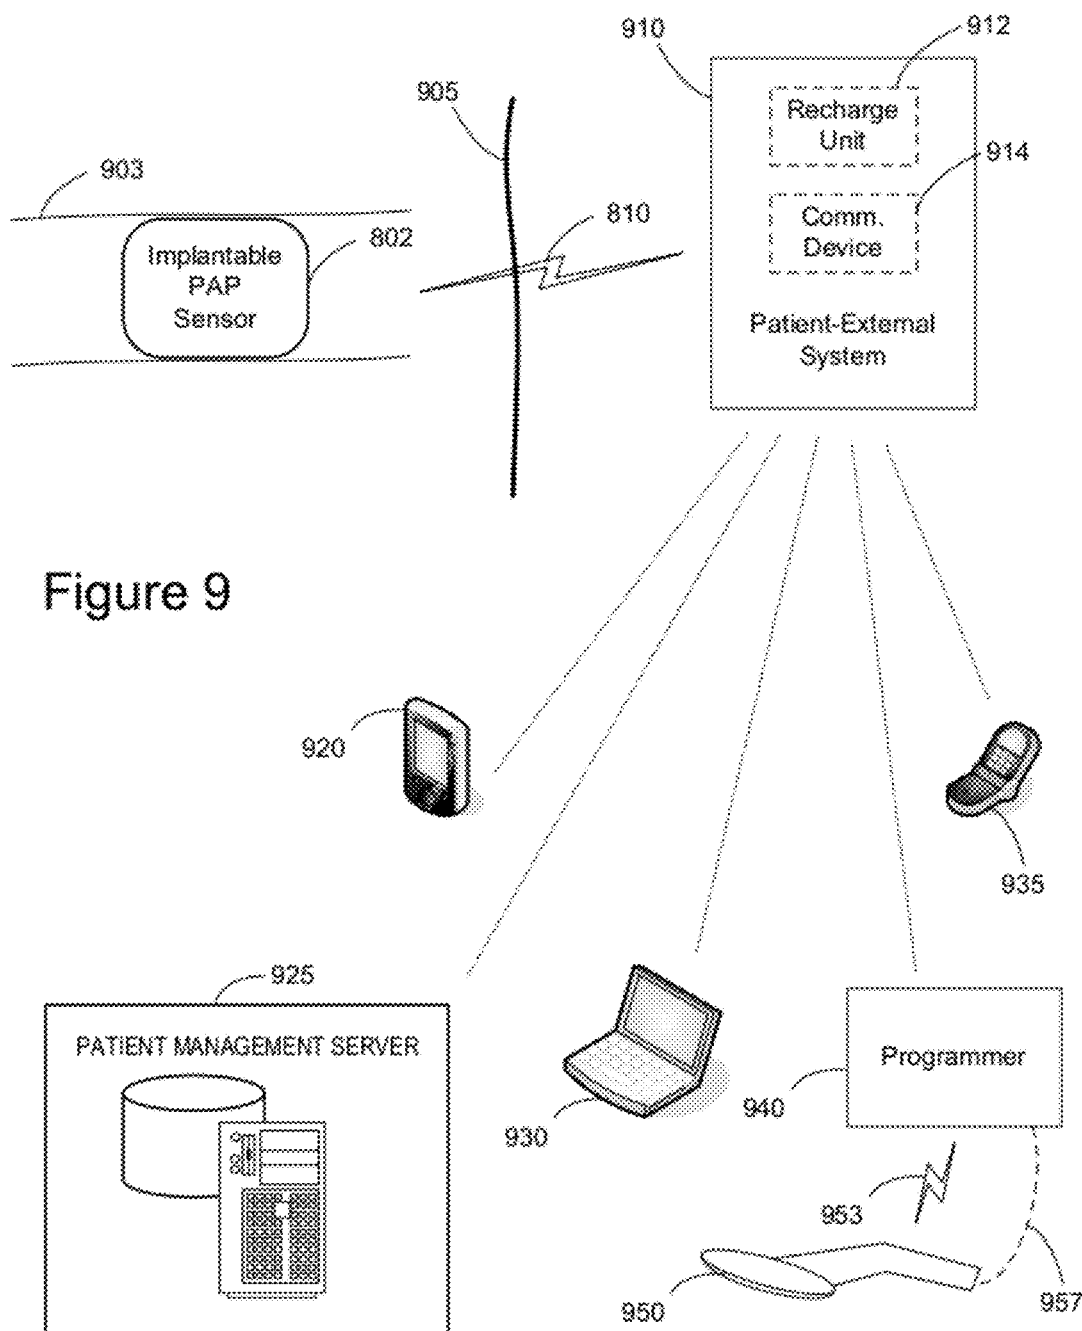 912
910
Recharge
Unit
905
914
903
810
Comm.
Device
802
Implantable
PAP
Sensor
Patient-External
System
Figure 9
920
935
925
PATIENT MANAGEMENT SERVER
Programmer
940
930
953
950
957